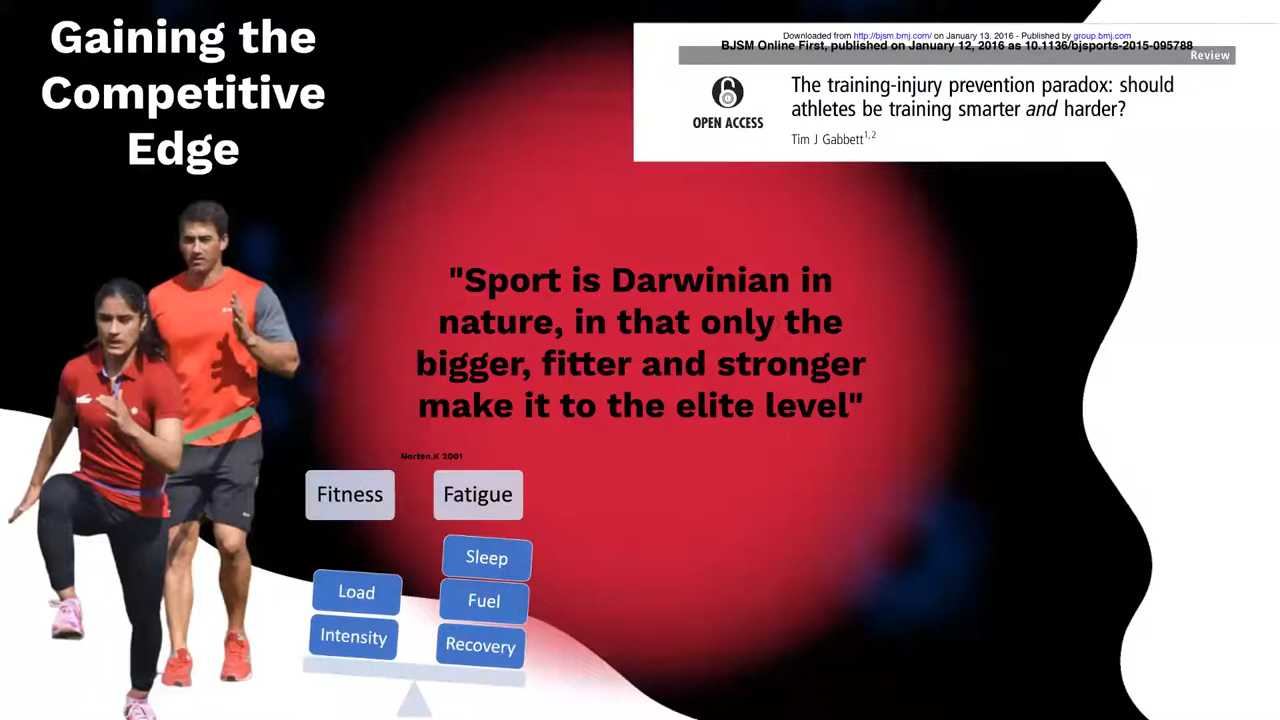 Gaining the
Competitive
Edge
Downloaded from http://bjsm.bmj.com/ on January 13, 2016 - Published by group.bmj.com
BJSM Online First, published on January 12, 2016 as 10.1136/bjsports-2015-095788
Review
OPEN ACCESS
The training-injury prevention paradox: should
athletes be training smarter and harder?
Tim J Gabbett1,2
"Sport is Darwinian in
nature, in that only the
bigger, fitter and stronger
make it to the elite level"
Norten.K 2001
Fitness
Fatigue
Sleep
Load
Fuel
Intensity
Recovery